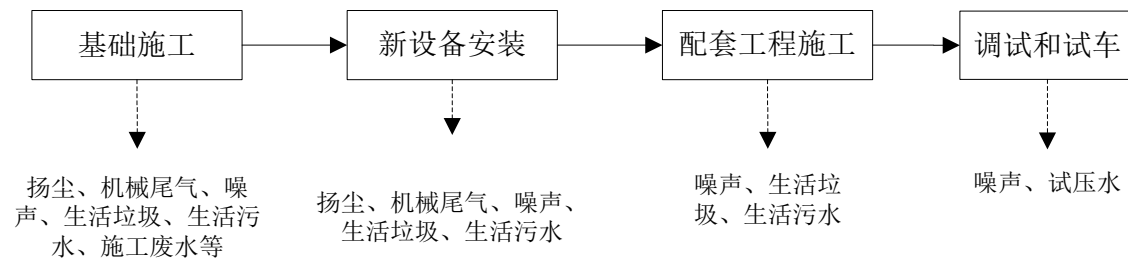 基础施工
新设备安装
配套工程施工
调试和试车
扬尘、机械尾气、噪
声、生活垃圾、生活污
水、施工废水等
扬尘、机械尾气、噪声、
生活垃圾、生活污水
噪声、生活垃
圾、生活污水
噪声、试压水